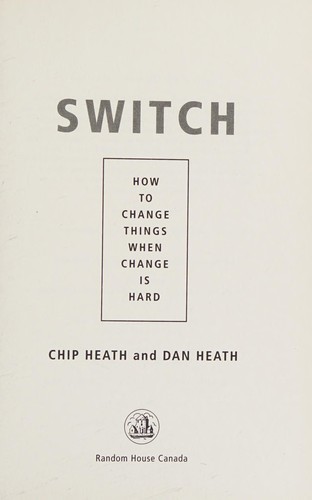 SWITCH
HOW
TO
CHANGE
THINGS
WHEN
CHANGE
IS
HARD
CHIP HEATH and DAN HEATH
Random House Canada